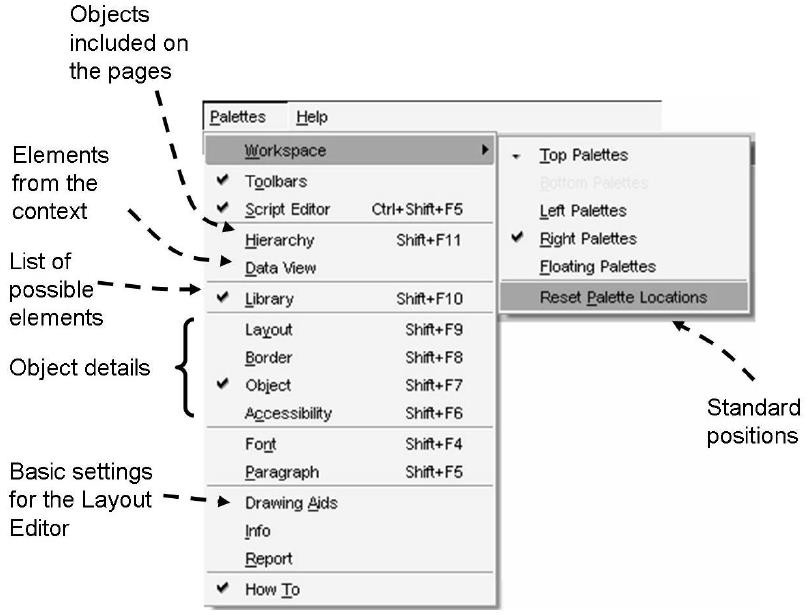 Objects
included on
the pages
Palettes Help
Workspace
Toolbars
Script Editor Ctrl+Shift+F5
Hierarchy Shift+F11
Data View
Library Shift+F10
Layout Shift+F9
Border Shift+F8
Object Shift+F7
Accessibility Shift+F6
Font Shift+F4
Paragraph Shift+F5
Drawing Aids
Info
Report
How To
Top Palettes
Bottom Palettes
Left Palettes
Right Palettes
Floating Palettes
Reset Palette Locations
Elements
from the
context
List of
possible
elements
Object details
Basic settings
for the Layout
Editor
Standard
positions